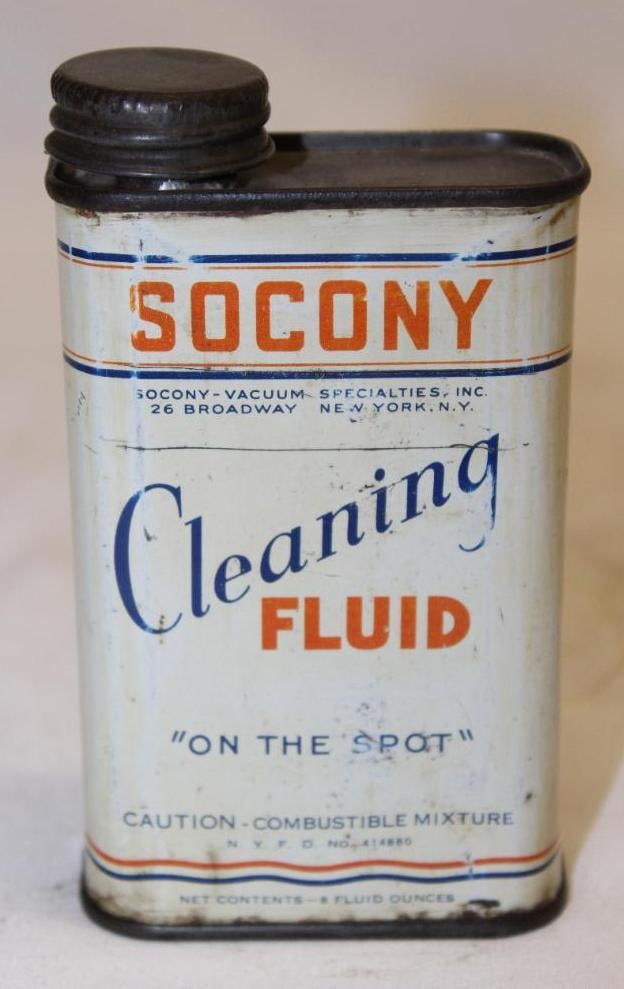 SOCONY
SOCONY-VACUUM SPECIALTIES, INC.
26 BROADWAY NEW YORK, N.Y.
Cleaning
FLUID
"ON THE SPOT"
CAUTION - COMBUSTIBLE MIXTURE
N. Y. F. D. NO.
NET CONTENTS - 8 FLUID OUNCES